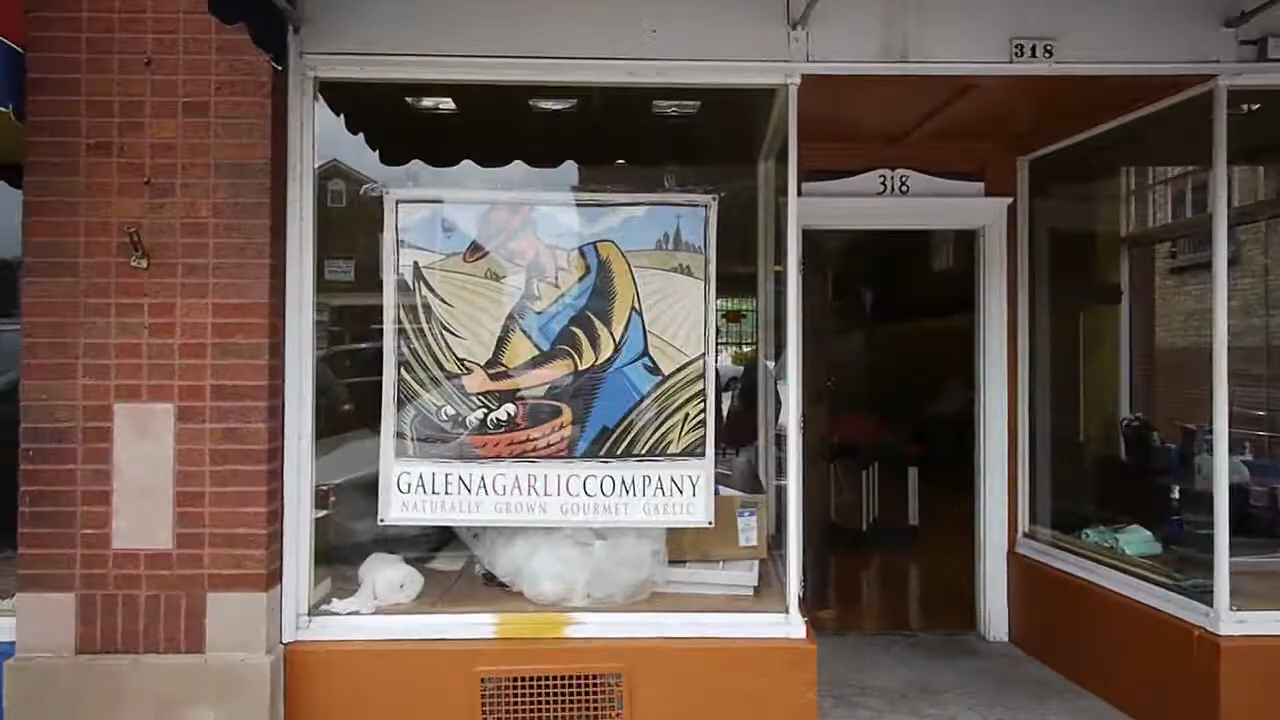 318
318
GALENAGARLICCOMPANY
NATURALLY GROWN GOURMET GARLIC